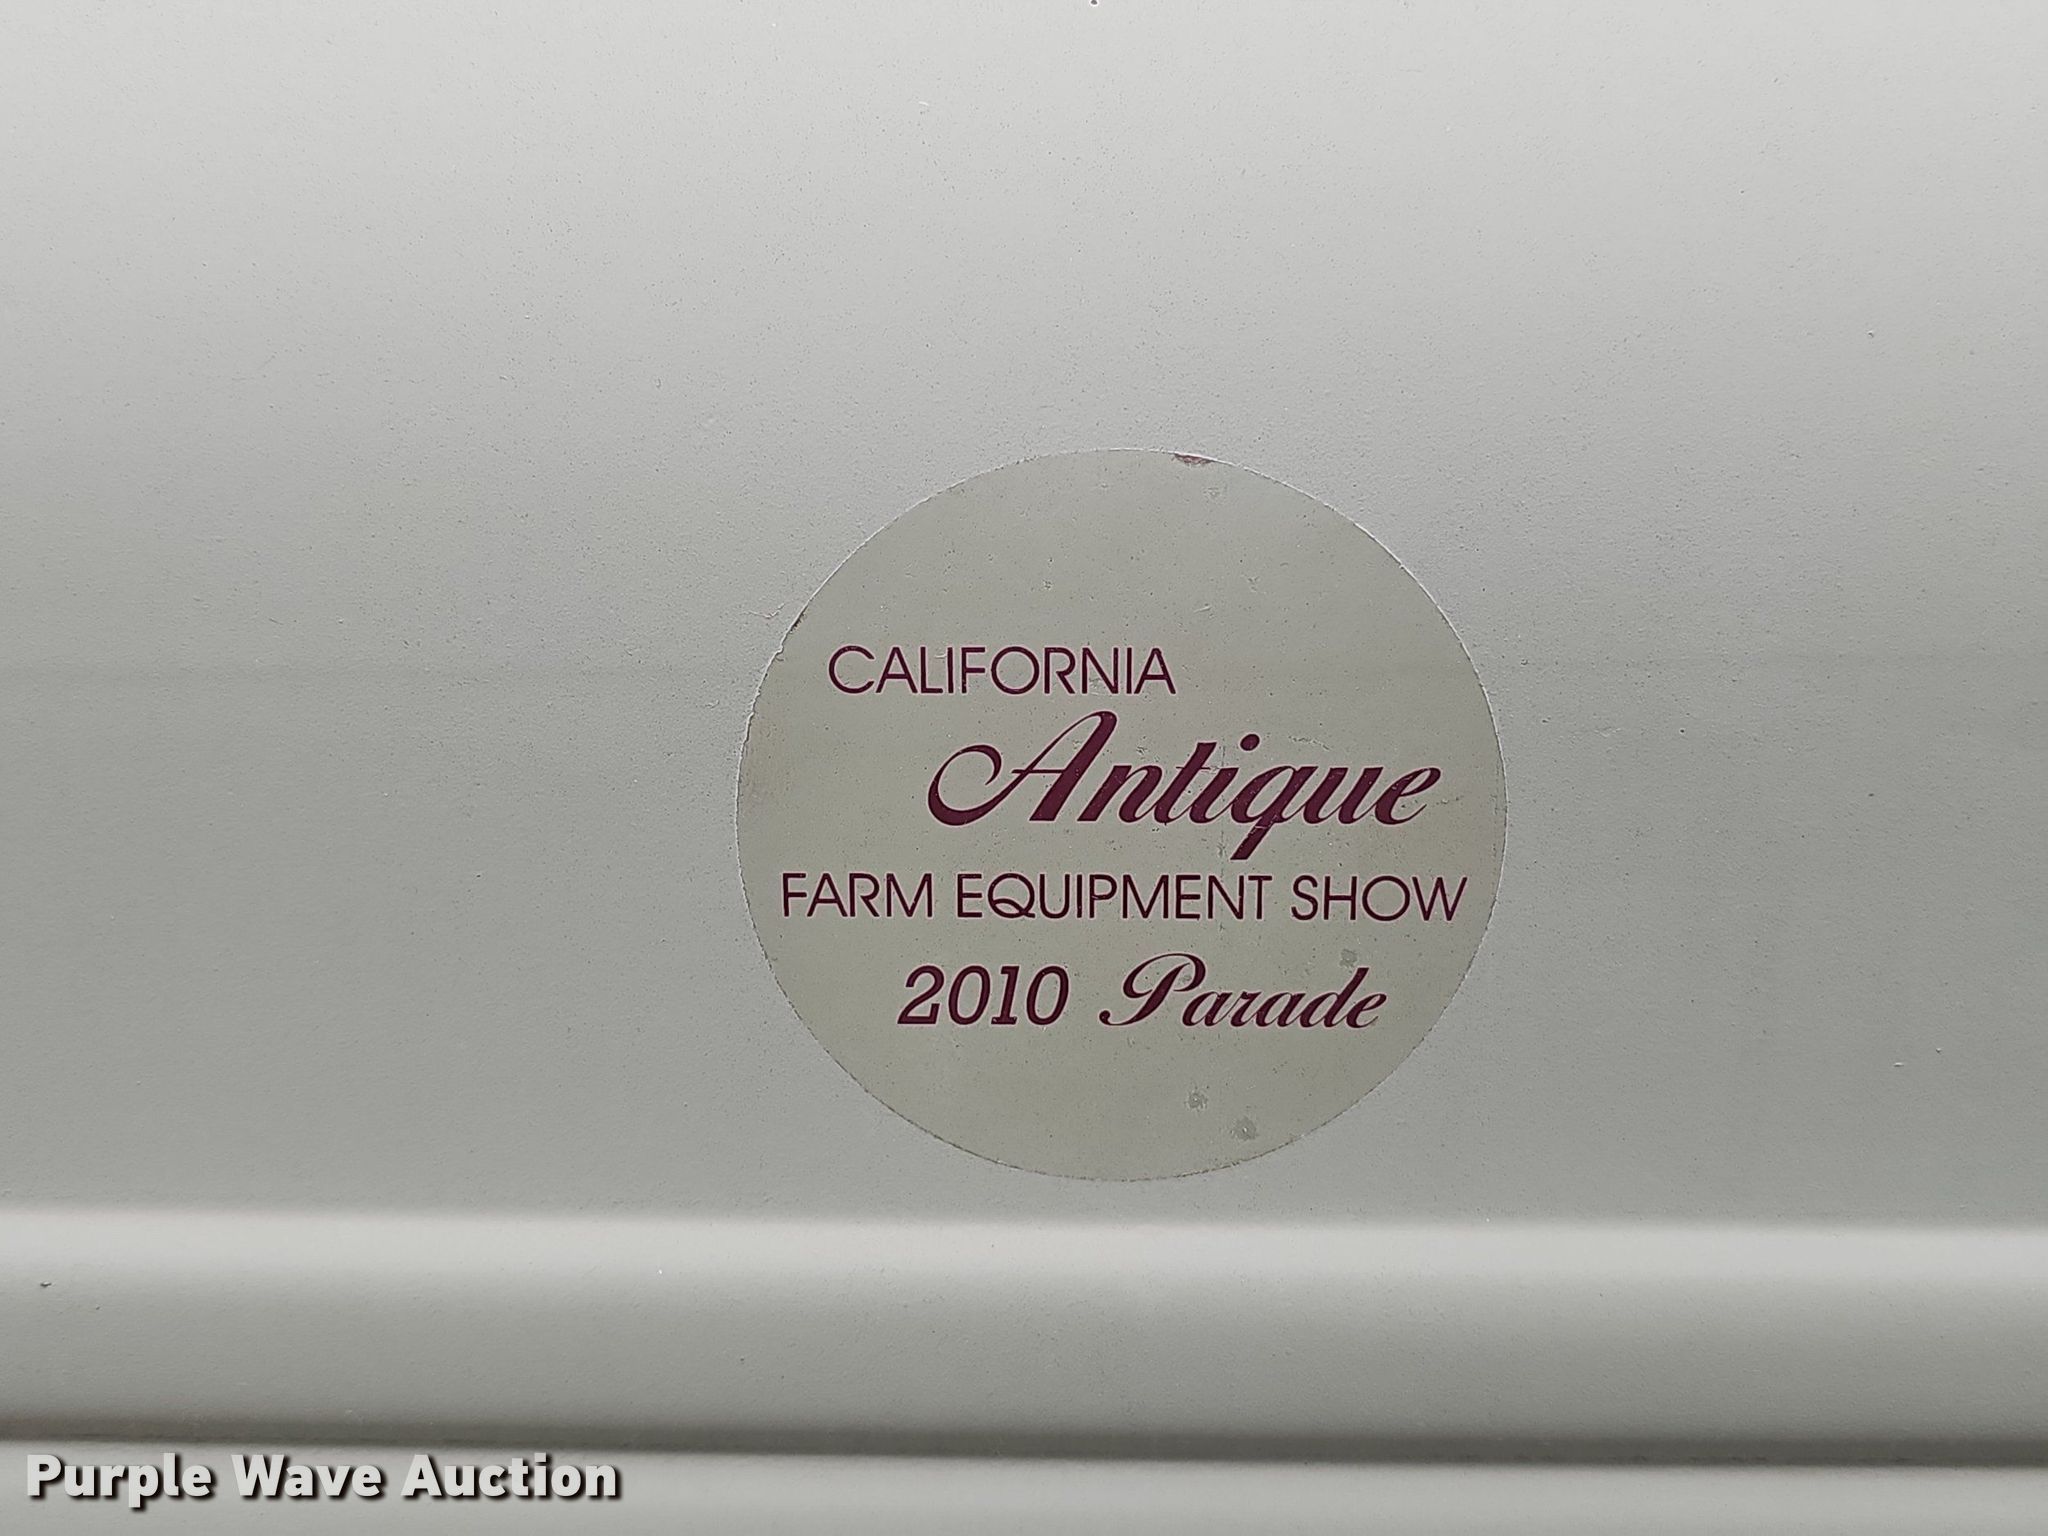 CALIFORNIA
Antique
FARM EQUIPMENT SHOW
2010 Parade
Purple Wave Auction